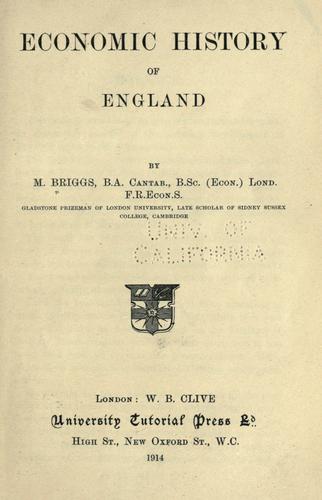 ECONOMIC HISTORY
OF
ENGLAND
BY
M. BRIGGS, B.A. CANTAB., B.SC. (ECON.) LOND.
F.R.ECON.S.
GLADSTONE PRIZEMAN OF LONDON UNIVERSITY, LATE SCHOLAR OF SIDNEY SUSSEX
COLLEGE, CAMBRIDGE
UNIV. OF
CALIFORNIA
LONDON: W. B. CLIVE
University Tutorial Press Ld.
HIGH ST., NEW OXFORD ST., W.C.
1914